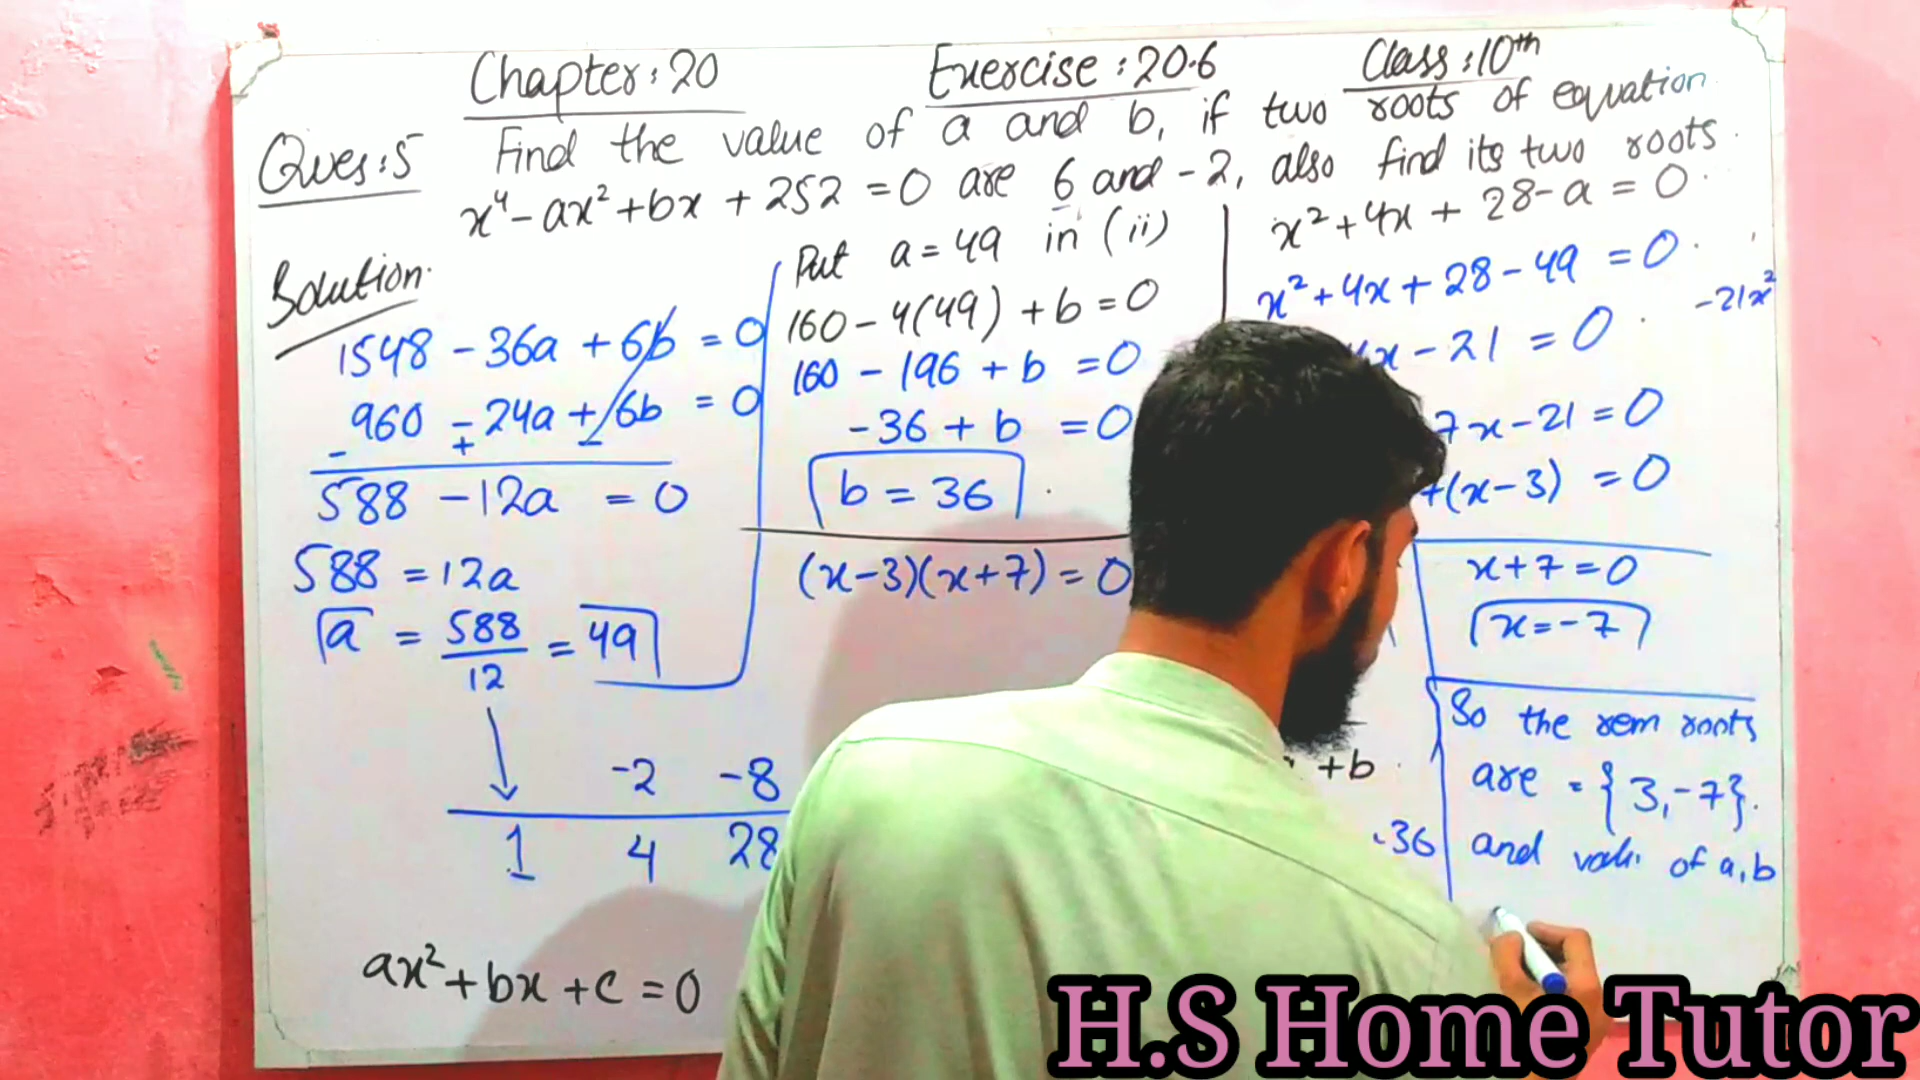 Chapter: 20 Exercise: 20.6 Class: 10th
Ques: 5 Find the value of a and b, if two roots of equation
x⁴ - ax² + bx + 252 = 0 are 6 and -2, also find its two roots.
Solution.
1548 - 36a + 6b = 0
960 - 24a + 6b = 0
- + -
588 - 12a = 0
588 = 12a
a = 588/12 = 49
-2 -8
1 4 28
ax² + bx + c = 0
Put a = 49 in (ii)
160 - 4(49) + b = 0
160 - 196 + b = 0
-36 + b = 0
b = 36
(x-3)(x+7) = 0
x² + 4x + 28 - a = 0
x² + 4x + 28 - 49 = 0
x - 21 = 0
-21x²
7x - 21 = 0
(x-3) = 0
+b
36
x + 7 = 0
x = -7
So the rem roots
are = {3, -7}.
and of a, b
H.S Home Tutor